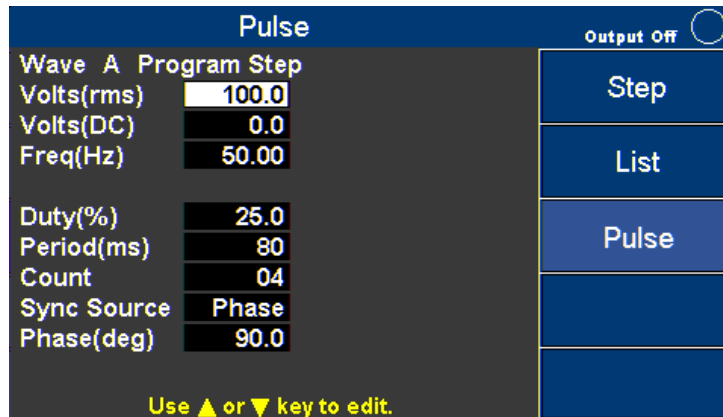 Pulse
Output Off
Wave A Program Step
Volts(rms) 100.0
Volts(DC) 0.0
Freq(Hz) 50.00
Duty(%) 25.0
Period(ms) 80
Count 04
Sync Source Phase
Phase(deg) 90.0
Use ▲ or ▼ key to edit.
Step
List
Pulse